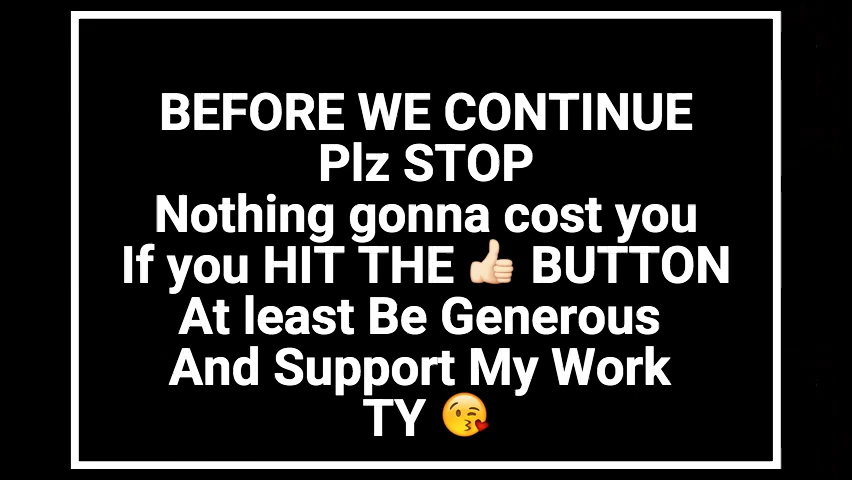 BEFORE WE CONTINUE
Plz STOP
Nothing gonna cost you
If you HIT THE 👍🏻 BUTTON
At least Be Generous
And Support My Work
TY 😘